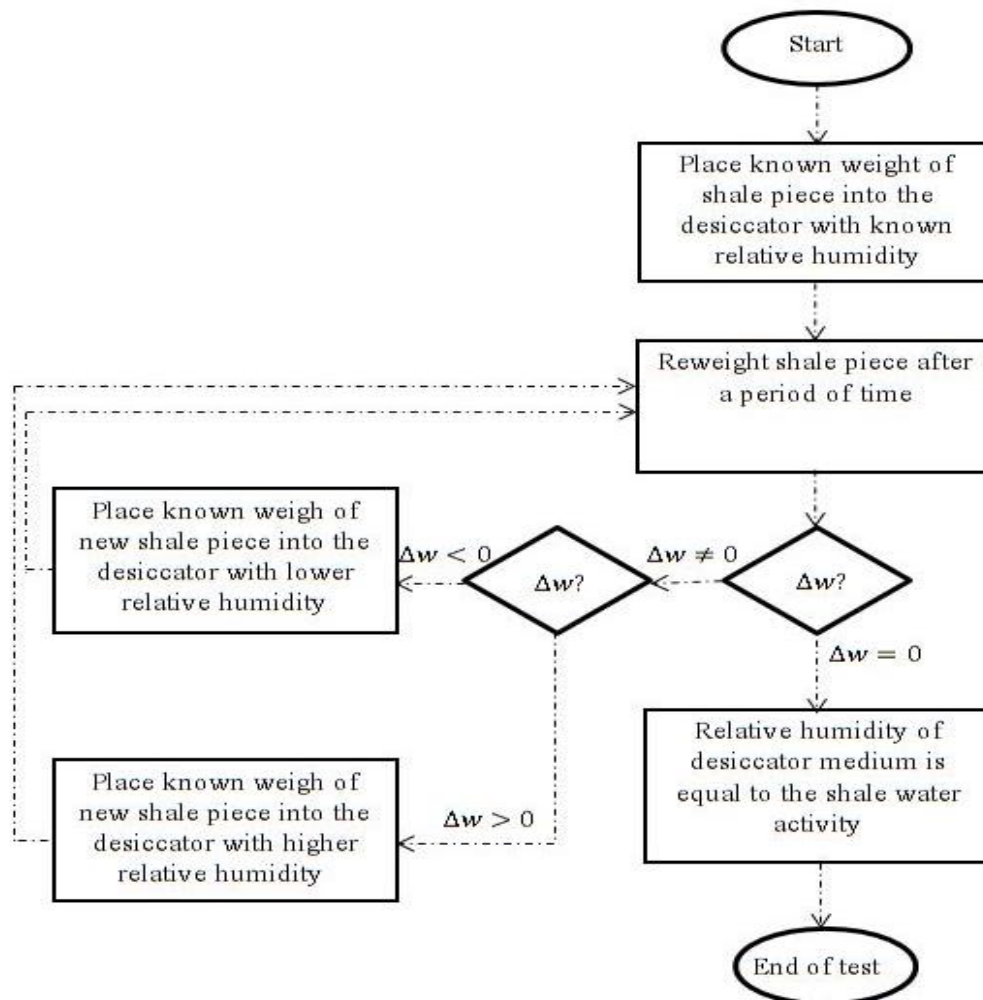 Start
Place known weight of
shale piece into the
desiccator with known
relative humidity
Reweight shale piece after
a period of time
Δw?
Δw ≠ 0
Δw = 0
Δw?
Δw < 0
Place known weigh of
new shale piece into the
desiccator with lower
relative humidity
Δw > 0
Place known weigh of
new shale piece into the
desiccator with higher
relative humidity
Relative humidity of
desiccator medium is
equal to the shale water
activity
End of test